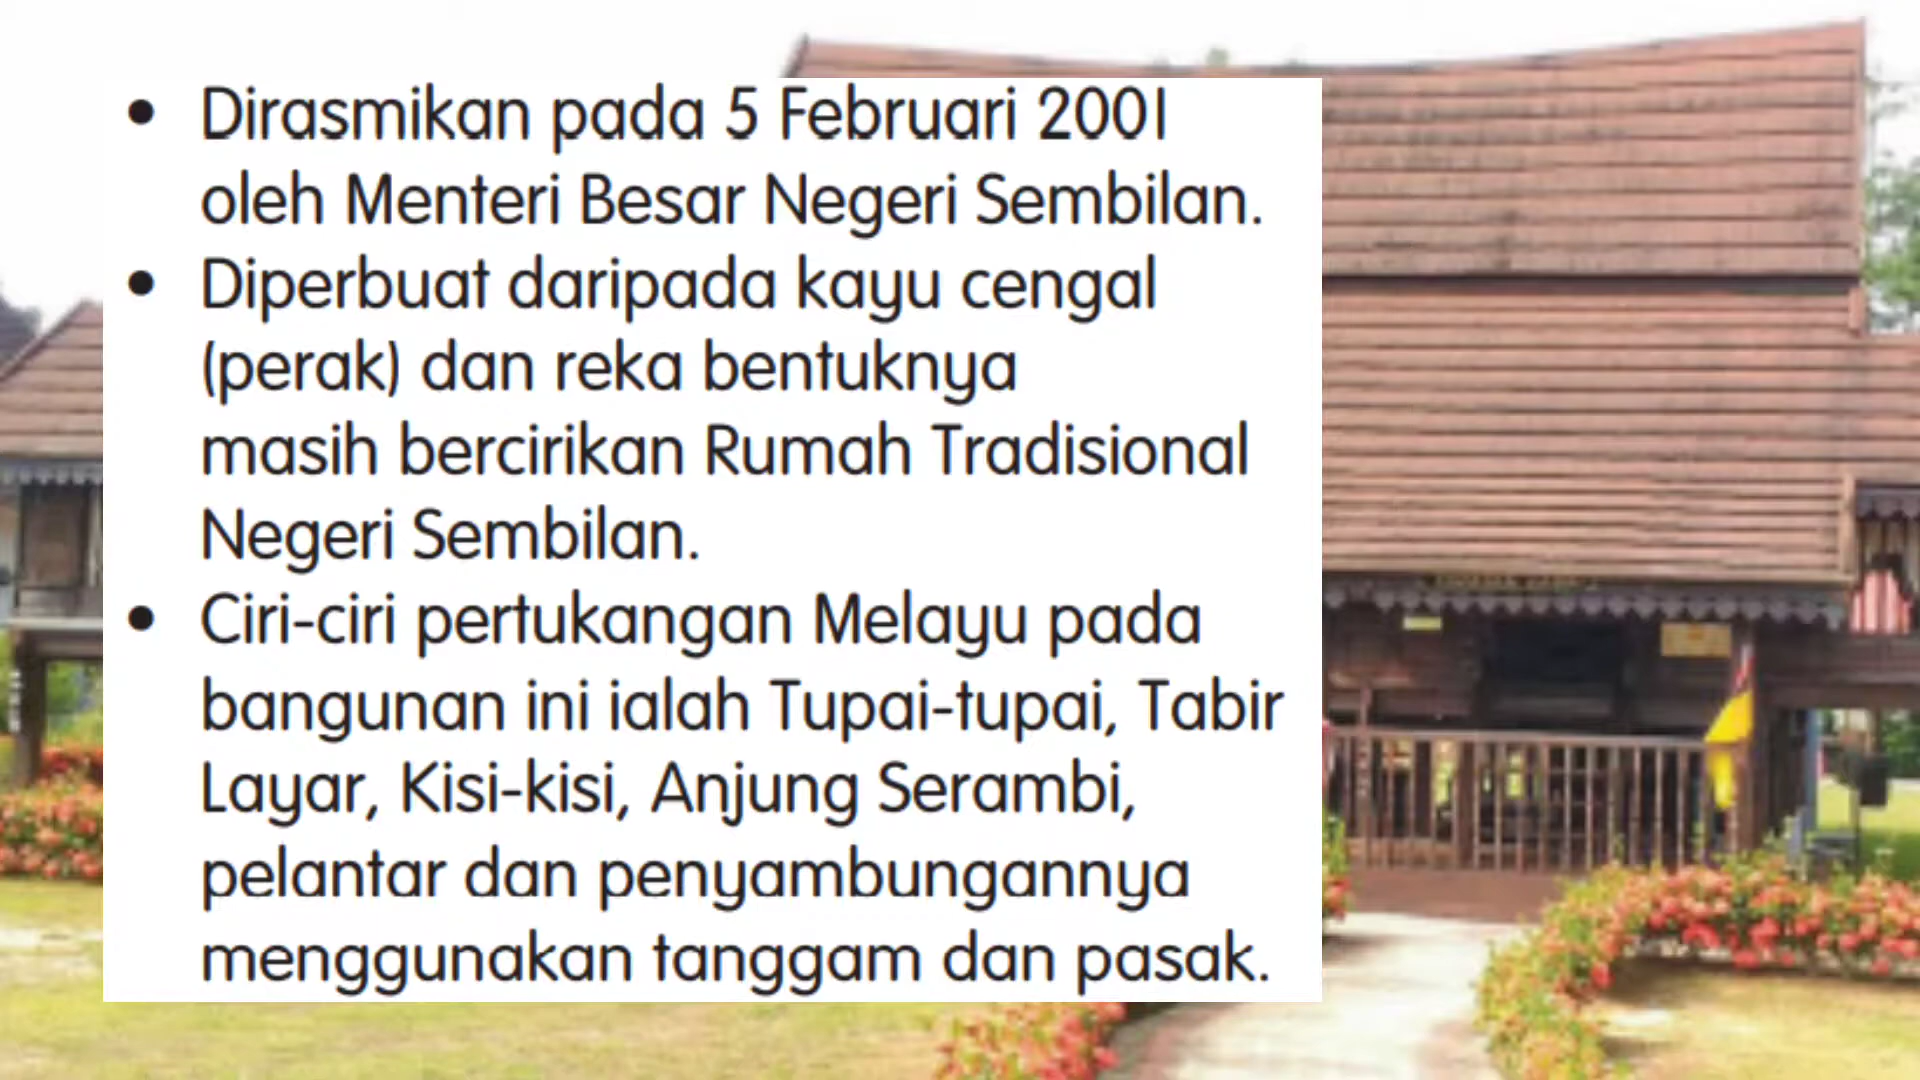 • Dirasmikan pada 5 Februari 2001
oleh Menteri Besar Negeri Sembilan.
• Diperbuat daripada kayu cengal
(perak) dan reka bentuknya
masih bercirikan Rumah Tradisional
Negeri Sembilan.
• Ciri-ciri pertukangan Melayu pada
bangunan ini ialah Tupai-tupai, Tabir
Layar, Kisi-kisi, Anjung Serambi,
pelantar dan penyambungannya
menggunakan tanggam dan pasak.